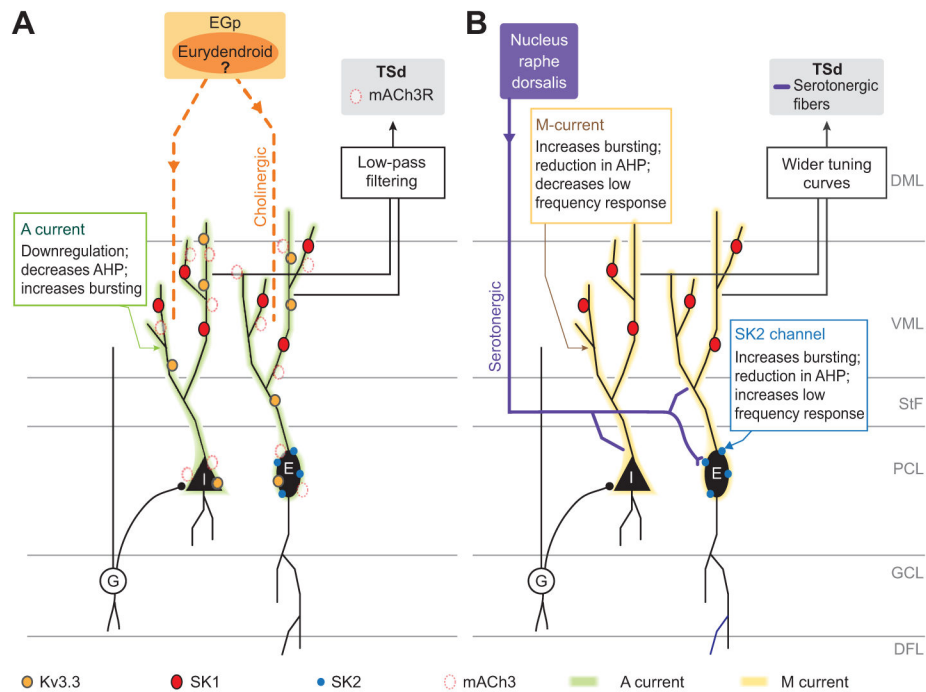 A
EGp
Eurydendroid
?
TSd
mACh3R
Low-pass
filtering
Cholinergic
A current
Downregulation;
decreases AHP;
increases bursting
I
E
G
B
Nucleus
raphe
dorsalis
TSd
Serotonergic
fibers
M-current
Increases bursting;
reduction in AHP;
decreases low
frequency response
Wider tuning
curves
Serotonergic
SK2 channel
Increases bursting;
reduction in AHP;
increases low
frequency response
I
E
G
DML
VML
StF
PCL
GCL
DFL
Kv3.3
SK1
SK2
mACh3
A current
M current